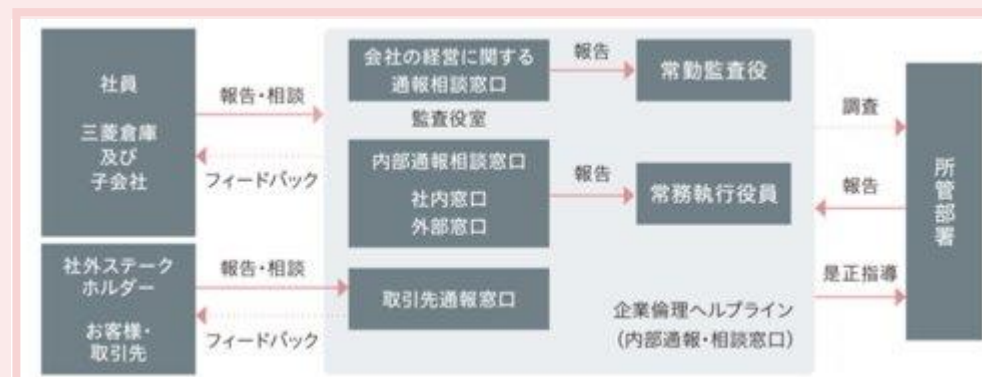 社員
三菱倉庫
及び
子会社
報告・相談
フィードバック
社外ステーク
ホルダー
お客様・
取引先
報告・相談
フィードバック
会社の経営に関する
通報相談窓口
監査役室
報告
常勤監査役
内部通報相談窓口
社内窓口
外部窓口
報告
常務執行役員
取引先通報窓口
企業倫理ヘルプライン
(内部通報・相談窓口)
調査
報告
是正指導
所管部署